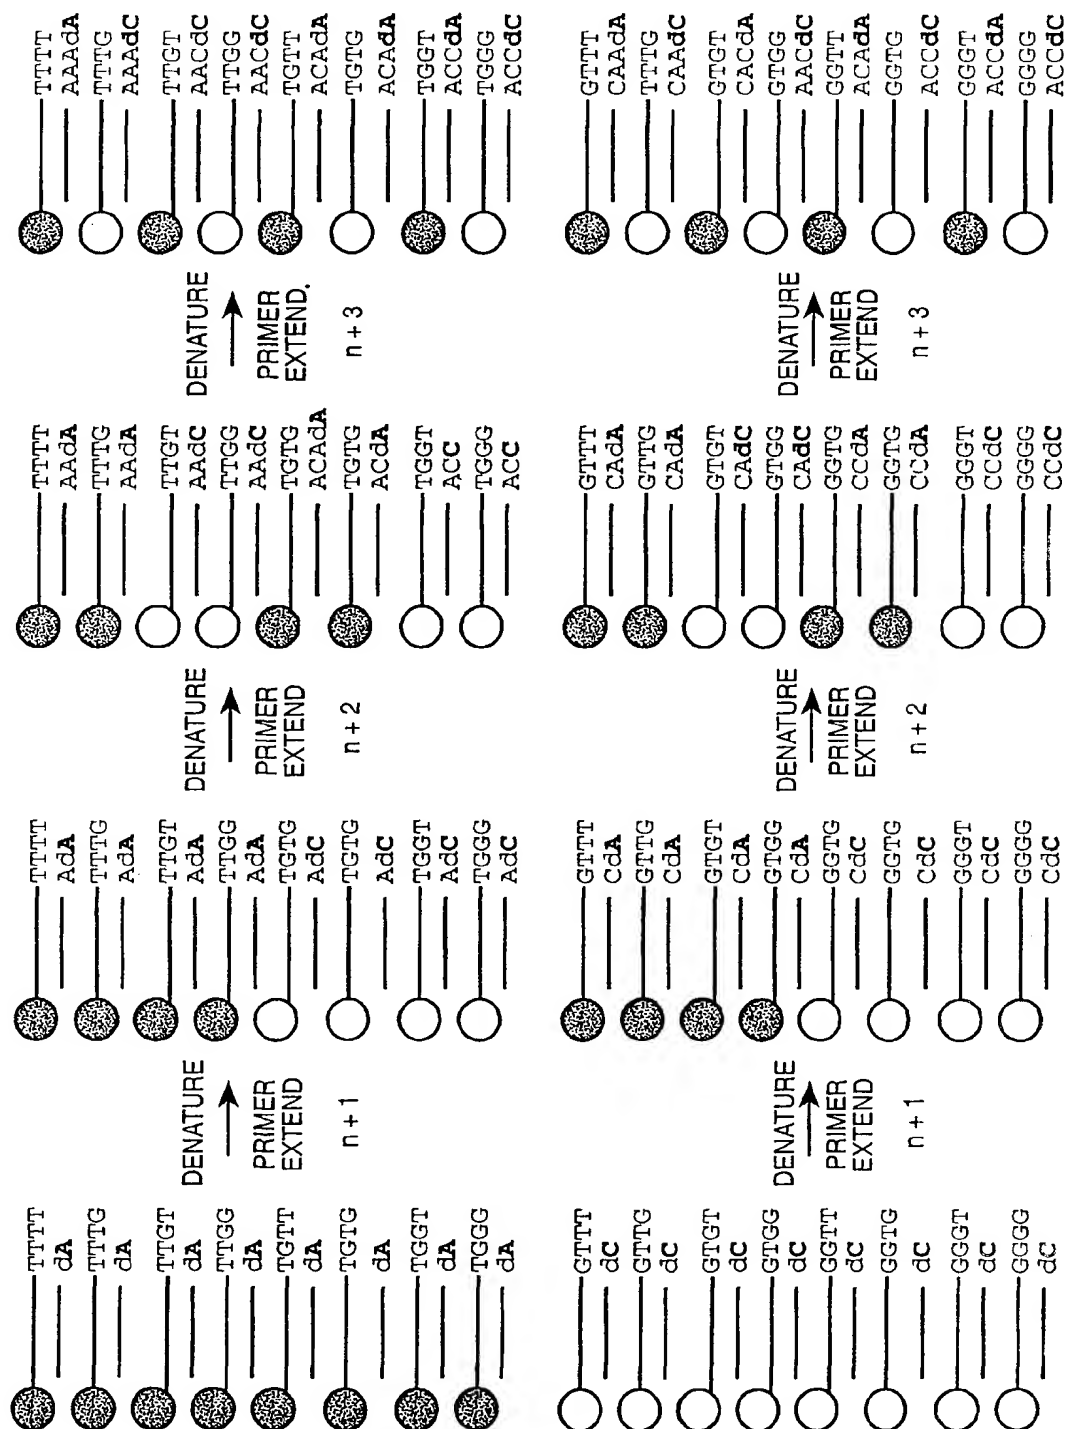 TTTT
dA
TTTG
dA
TTGT
dA
TTGG
dA
TGTT
dA
TGTG
dA
TGGT
dA
TGGG
dA
DENATURE
PRIMER
EXTEND
n + 1
TTTT
AdA
TTTG
AdA
TTGT
AdA
TTGG
AdA
TGTG
AdC
TGTG
AdC
TGGT
AdC
TGGG
AdC
DENATURE
PRIMER
EXTEND
n + 2
TTTT
AAdA
TTTG
AAdA
TTGT
AAdC
TTGG
AAdC
TGTG
ACAdA
TGTG
ACdA
TGGT
ACC
TGGG
ACC
DENATURE
PRIMER
EXTEND.
n + 3
TTTT
AAAdA
TTTG
AAAdC
TTGT
AACdC
TTGG
AACdC
TGTT
ACAdA
TGTG
ACAdA
TGGT
ACCdA
TGGG
ACCdC
GTTT
dC
GTTG
dC
GTGT
dC
GTGG
dC
GGTT
dC
GGTG
dC
GGGT
dC
GGGG
dC
DENATURE
PRIMER
EXTEND
n + 1
GTTT
CdA
GTTG
CdA
GTGT
CdA
GTGG
CdA
GGTG
CdC
GGTG
CdC
GGGT
CdC
GGGG
CdC
DENATURE
PRIMER
EXTEND
n + 2
GTTT
CAdA
GTTG
CAdA
GTGT
CAdC
GTGG
CAdC
GGTG
CCdA
GGTG
CCdA
GGGT
CCdC
GGGG
CCdC
DENATURE
PRIMER
EXTEND
n + 3
GTTT
CAAdA
TTTG
CAAdC
GTGT
CACdA
GTGG
AACdC
GGTT
ACAdA
GGTG
ACCdC
GGGT
ACCdA
GGGG
ACCdC